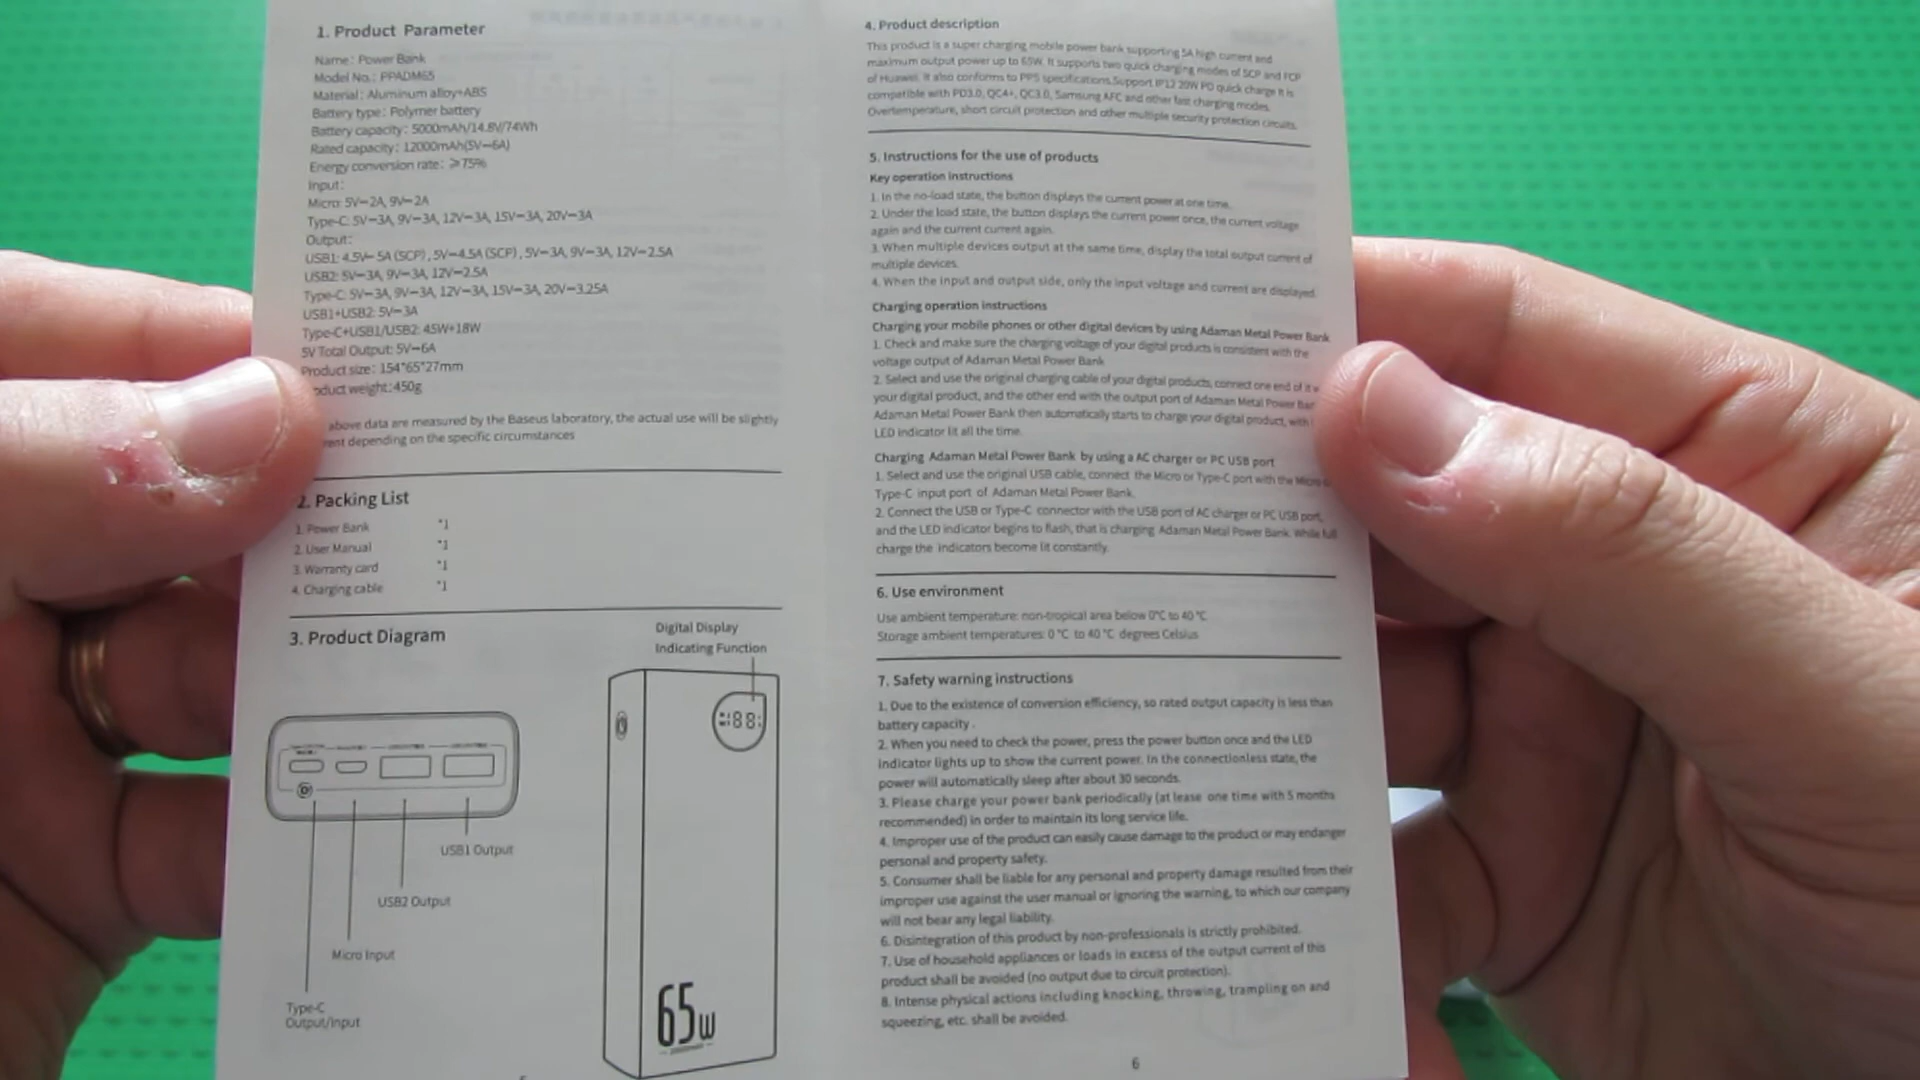 1. Product Parameter
Name: Power Bank
Model No.: PPADM65
Material: Aluminum alloy+ABS
Battery type: Polymer battery
Battery capacity: 5000mAh/14.8V/74Wh
Rated capacity: 12000mAh(5V⎓6A)
Energy conversion rate: ≥75%
Input:
Micro: 5V⎓2A, 9V⎓2A
Type-C: 5V⎓3A, 9V⎓3A, 12V⎓3A, 15V⎓3A, 20V⎓3A
Output:
USB1: 4.5V⎓5A (SCP), 5V⎓4.5A (SCP), 5V⎓3A, 9V⎓3A, 12V⎓2.5A
USB2: 5V⎓3A, 9V⎓3A, 12V⎓2.5A
Type-C: 5V⎓3A, 9V⎓3A, 12V⎓3A, 15V⎓3A, 20V⎓3.25A
USB1+USB2: 5V⎓3A
Type-C+USB1/USB2: 45W+18W
5V Total Output: 5V⎓6A
Product size: 154*65*27mm
duct weight: 450g
above data are measured by the Baseus laboratory, the actual use will be slightly
rent depending on the specific circumstances
2. Packing List
1. Power Bank *1
2. User Manual *1
3. Warranty card *1
4. Charging cable *1
3. Product Diagram
Digital Display
Indicating Function
88
USB1 Output
USB2 Output
Micro Input
Type-C
Output/Input
65W
4. Product description
This product is a super charging mobile power bank supporting 5A high current and
maximum output power up to 65W. It supports two quick charging modes of SCP and FCP
of Huawei. It also conforms to PPS specifications.Support IP12 20W PD quick charge It is
compatible with PD3.0, QC4+, QC3.0, Samsung AFC and other fast charging modes.
Overtemperature, short circuit protection and other multiple security protection circuits.
5. Instructions for the use of products
Key operation instructions
1. In the no-load state, the button displays the current power at one time.
2. Under the load state, the button displays the current power once, the current voltage
again and the current current again.
3. When multiple devices output at the same time, display the total output current of
multiple devices.
4. When the input and output side, only the input voltage and current are displayed.
Charging operation instructions
Charging your mobile phones or other digital devices by using Adaman Metal Power Bank
1. Check and make sure the charging voltage of your digital products is consistent with the
voltage output of Adaman Metal Power Bank
2. Select and use the original charging cable of your digital products, connect one end of it w
your digital product, and the other end with the output port of Adaman Metal Power Ban
Adaman Metal Power Bank then automatically starts to charge your digital product, with
LED indicator lit all the time.
Charging Adaman Metal Power Bank by using a AC charger or PC USB port
1. Select and use the original USB cable, connect the Micro or Type-C port with the Micro
Type-C input port of Adaman Metal Power Bank.
2. Connect the USB or Type-C connector with the USB port of AC charger or PC USB port,
and the LED indicator begins to flash, that is charging Adaman Metal Power Bank. While full
charge the indicators become lit constantly.
6. Use environment
Use ambient temperature: non-tropical area below 0℃ to 40 ℃
Storage ambient temperatures: 0 ℃ to 40 ℃ degrees Celsius
7. Safety warning instructions
1. Due to the existence of conversion efficiency, so rated output capacity is less than
battery capacity .
2. When you need to check the power, press the power button once and the LED
indicator lights up to show the current power. In the connectionless state, the
power will automatically sleep after about 30 seconds.
3. Please charge your power bank periodically (at lease one time with 5 months
recommended) in order to maintain its long service life.
4. Improper use of the product can easily cause damage to the product or may endanger
personal and property safety.
5. Consumer shall be liable for any personal and property damage resulted from their
improper use against the user manual or ignoring the warning, to which our company
will not bear any legal liability.
6. Disintegration of this product by non-professionals is strictly prohibited.
7. Use of household appliances or loads in excess of the output current of this
product shall be avoided (no output due to circuit protection).
8. Intense physical actions including knocking, throwing, trampling on and
squeezing, etc. shall be avoided.
6